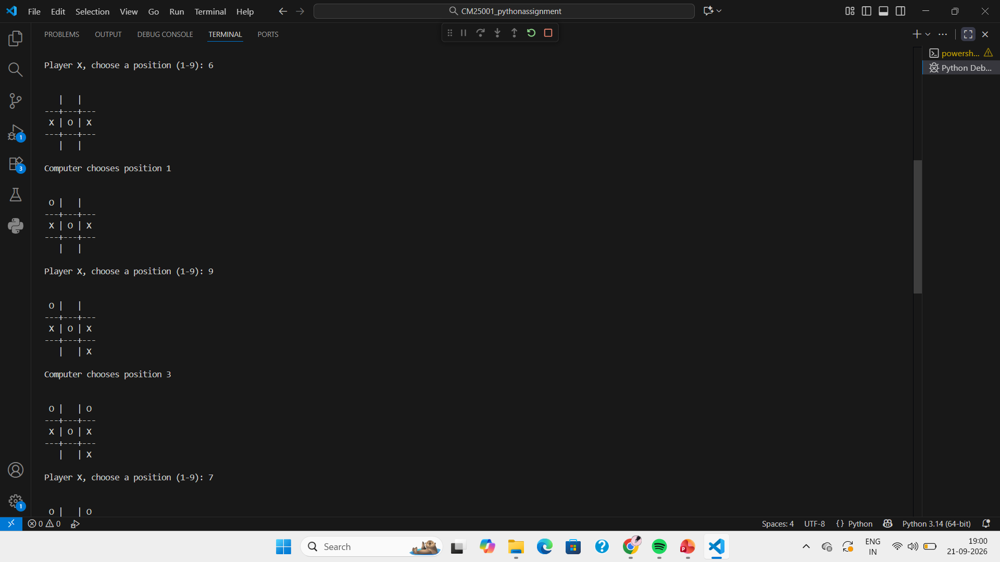 File Edit Selection View Go Run Terminal Help
CM25001_pythonassignment
PROBLEMS OUTPUT DEBUG CONSOLE TERMINAL PORTS
powersh...
Python Deb...
Player X, choose a position (1-9): 6
   |   |
---+---+---
 X | O | X
---+---+---
   |   |
Computer chooses position 1
 O |   |
---+---+---
 X | O | X
---+---+---
   |   |
Player X, choose a position (1-9): 9
 O |   |
---+---+---
 X | O | X
---+---+---
   |   | X
Computer chooses position 3
 O |   | O
---+---+---
 X | O | X
---+---+---
   |   | X
Player X, choose a position (1-9): 7
 O |   | O
1
3
1
0 0
Spaces: 4 UTF-8 {} Python Python 3.14 (64-bit)
Search
ENG
IN
19:00
21-09-2026